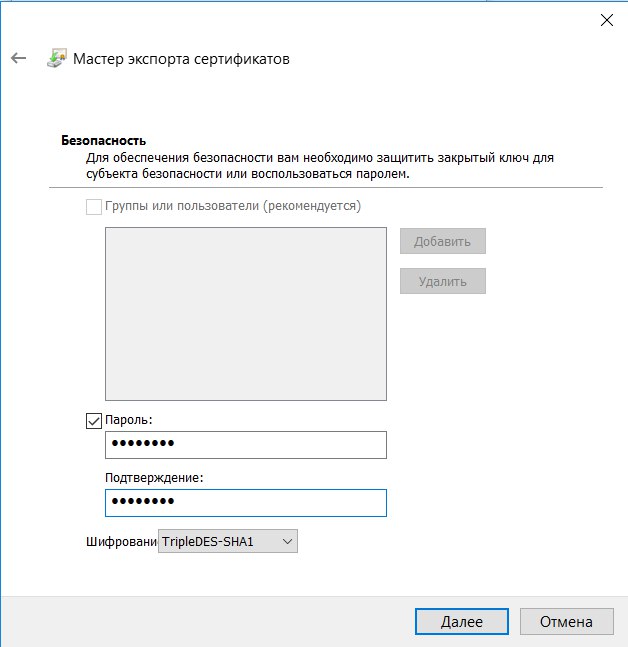 Мастер экспорта сертификатов
Безопасность
Для обеспечения безопасности вам необходимо защитить закрытый ключ для
субъекта безопасности или воспользоваться паролем.
Группы или пользователи (рекомендуется)
Добавить
Удалить
Пароль:
••••••••
Подтверждение:
••••••••
Шифровани
TripleDES-SHA1
Далее
Отмена